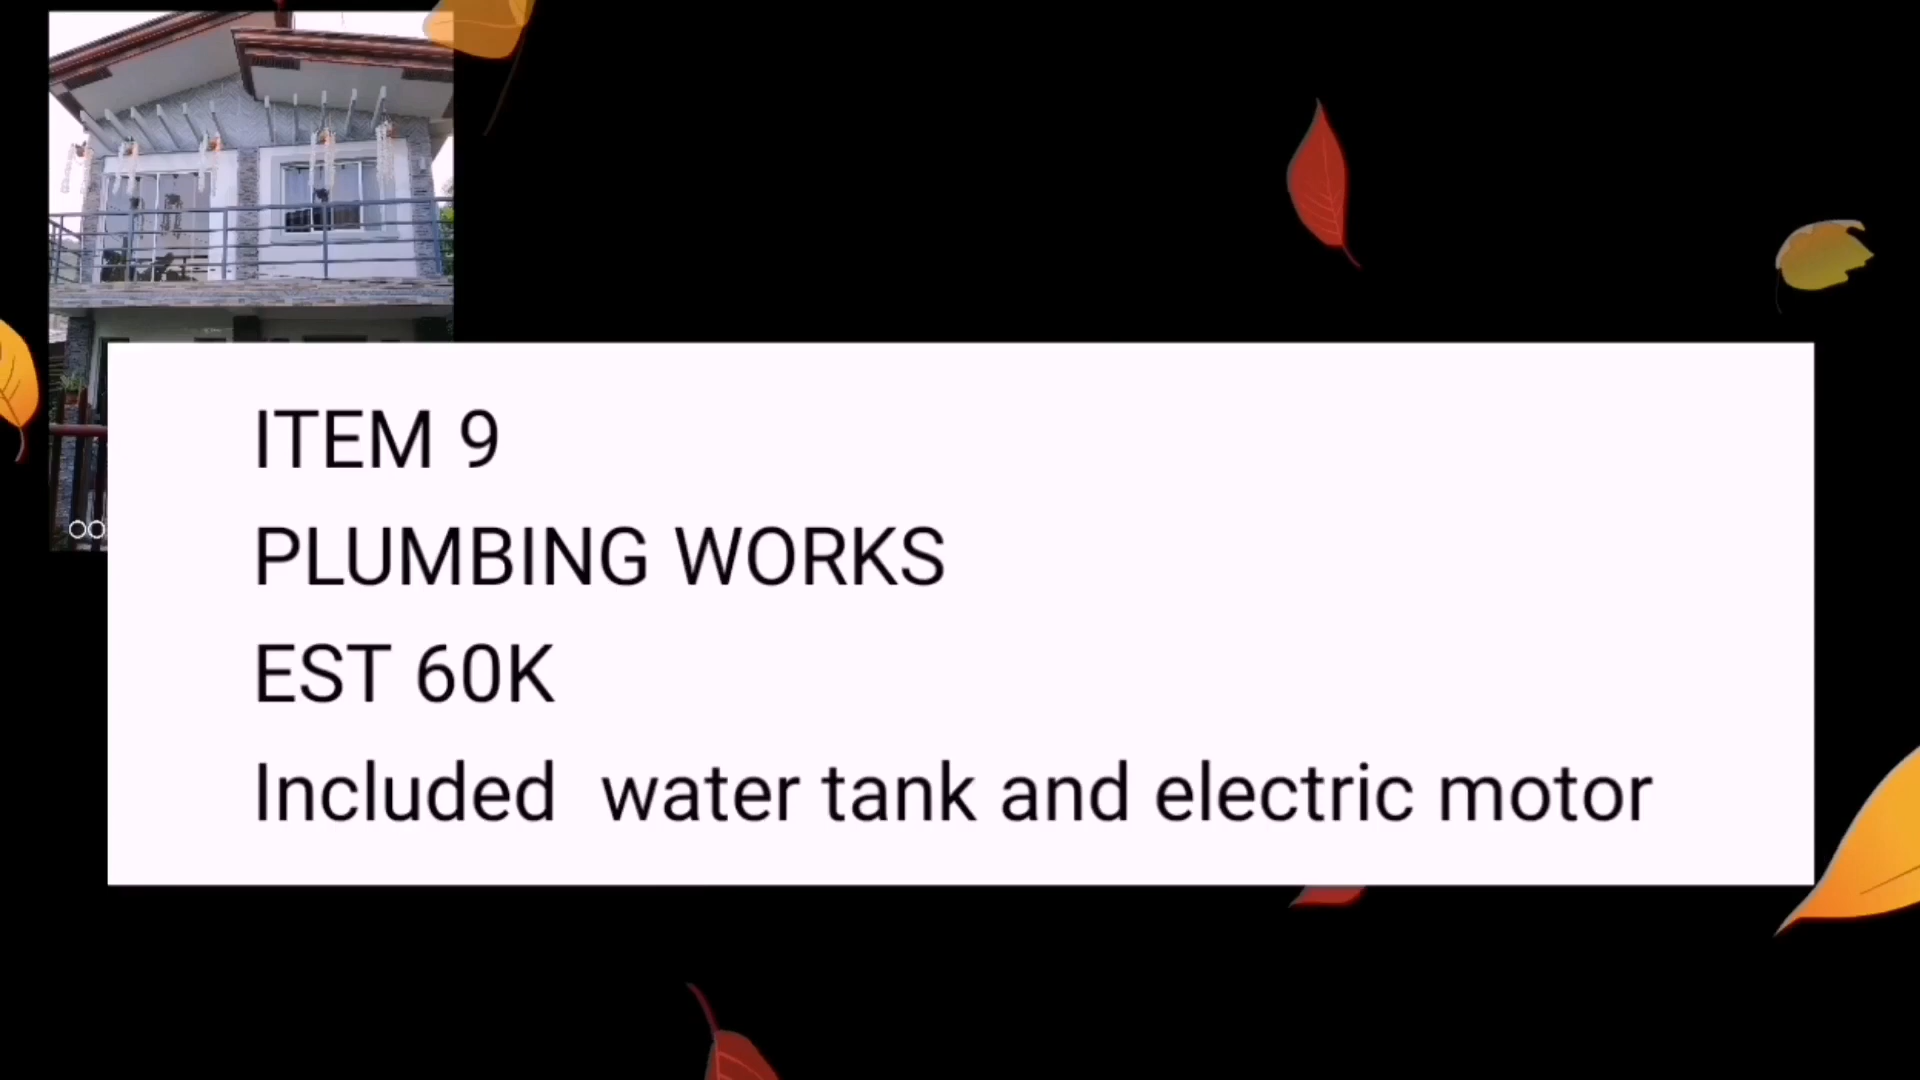 ITEM 9
PLUMBING WORKS
EST 60K
Included  water tank and electric motor